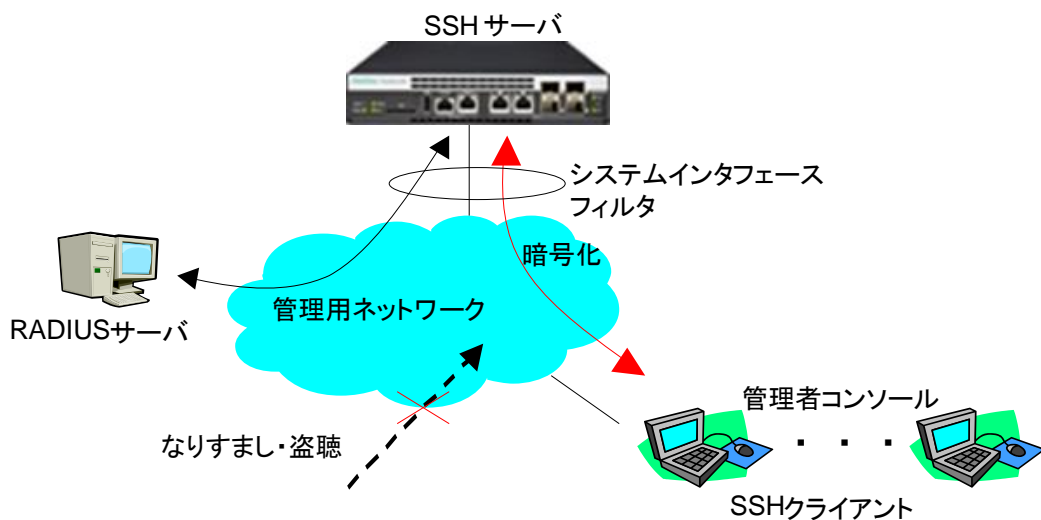 SSH サーバ
システムインタフェース
フィルタ
暗号化
管理用ネットワーク
RADIUSサーバ
管理者コンソール
・ ・ ・
なりすまし・盗聴
SSHクライアント